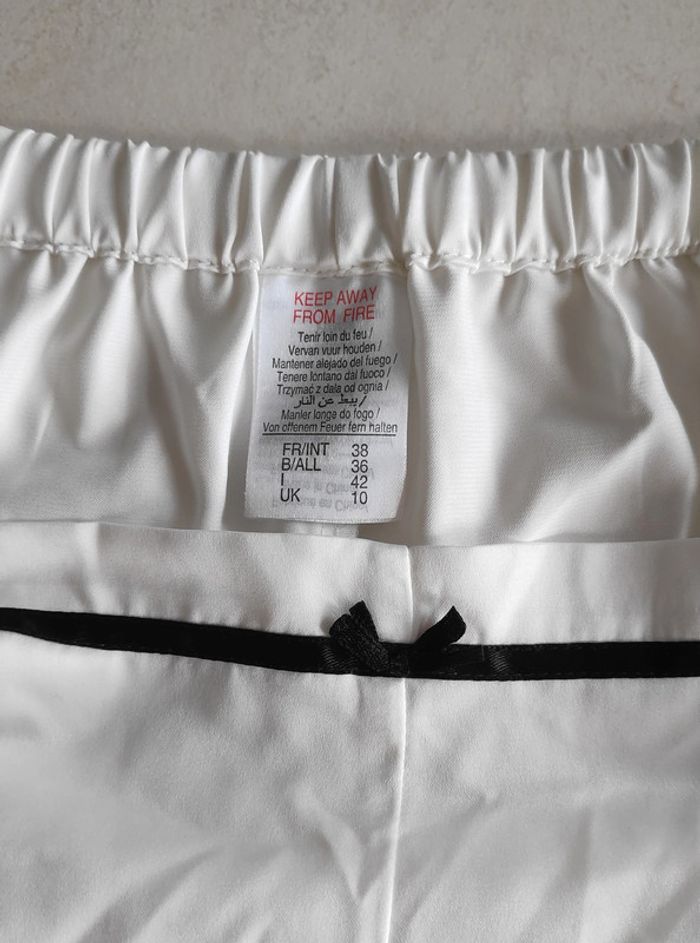 KEEP AWAY
FROM FIRE
Tenir loin du feu /
Vervan vuur houden /
Mantener alejado del fuego /
Tenere lontano dal fuoco /
Trzymać z dala od ognia /
يبعد عن النار /
Manier longe do fogo /
Von offenem Feuer fern halten
FR/INT 38
B/ALL 36
I 42
UK 10